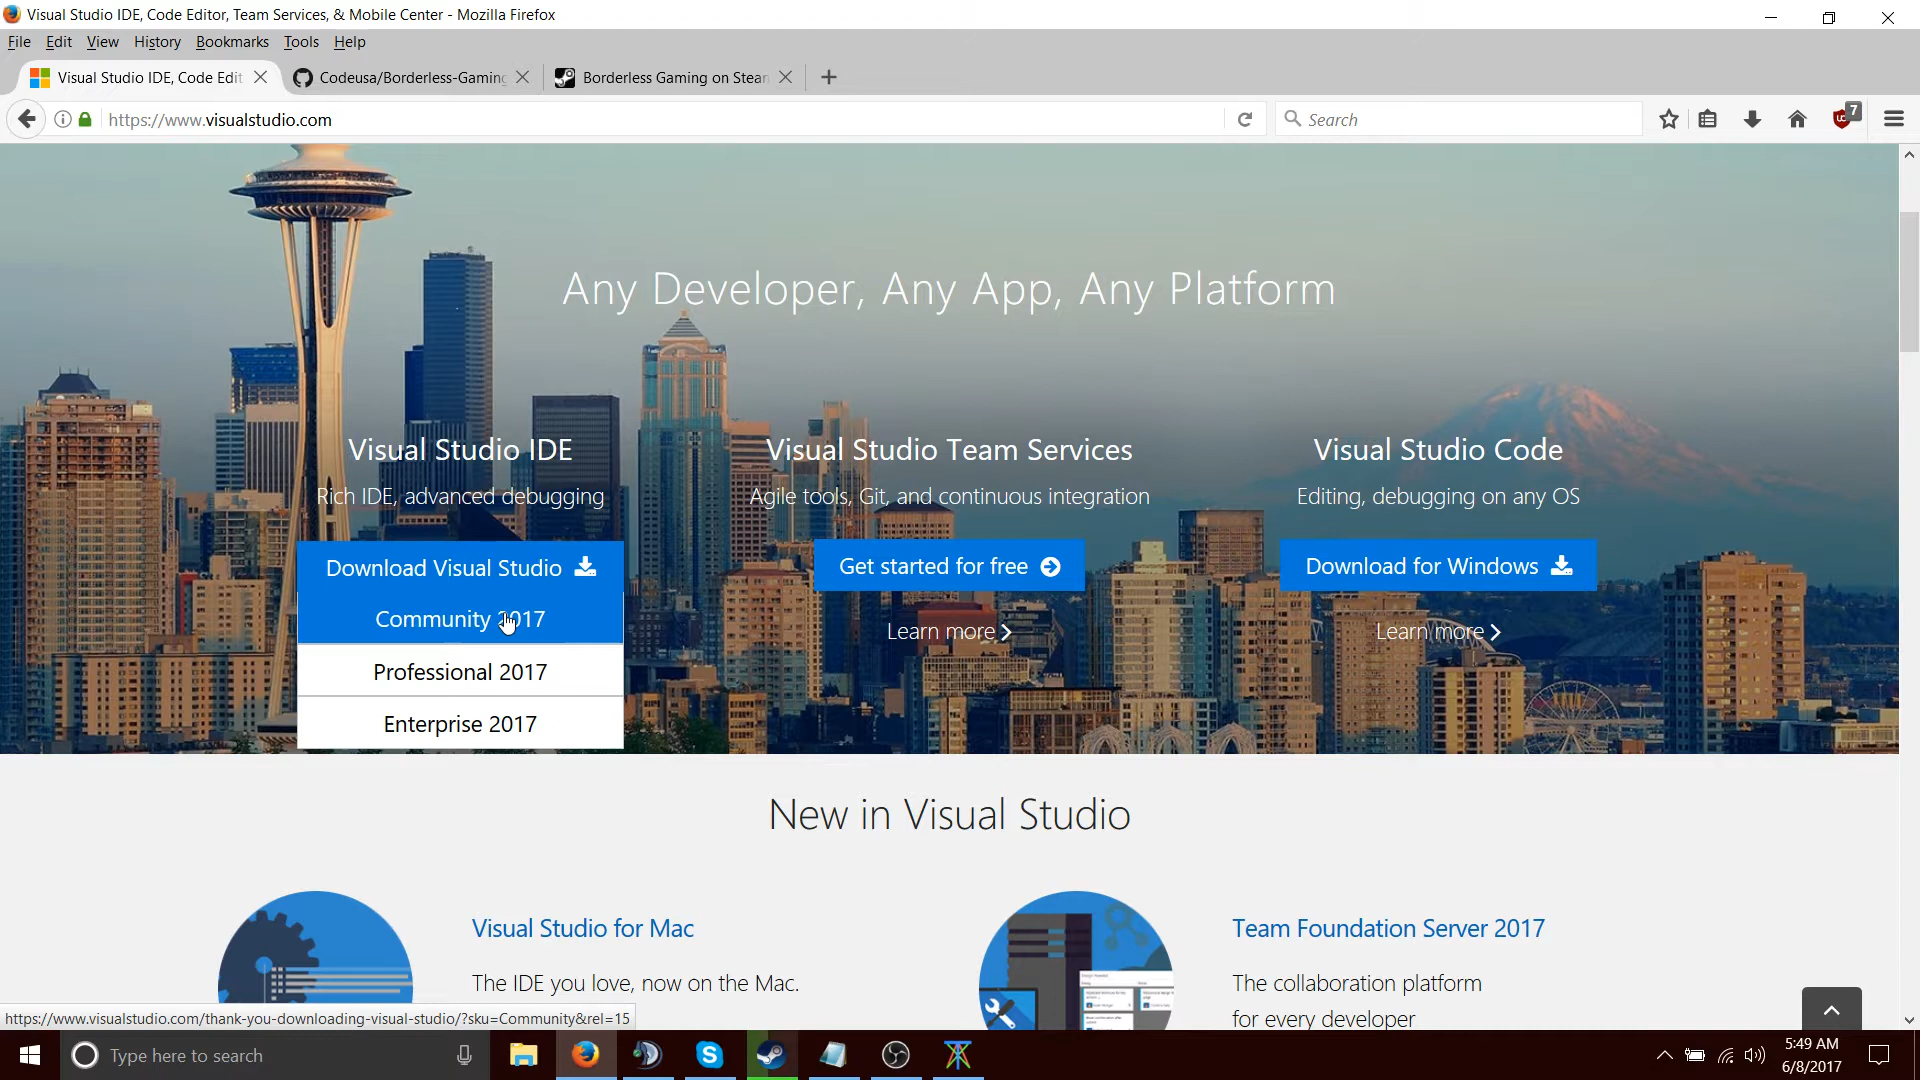 Visual Studio IDE, Code Editor, Team Services, & Mobile Center - Mozilla Firefox
File Edit View History Bookmarks Tools Help
Visual Studio IDE, Code Edit
Codeusa/Borderless-Gaming
Borderless Gaming on Steam
https://www.visualstudio.com
Search
7
Any Developer, Any App, Any Platform
Visual Studio IDE
Rich IDE, advanced debugging
Download Visual Studio
Community 2017
Professional 2017
Enterprise 2017
Visual Studio Team Services
Agile tools, Git, and continuous integration
Get started for free
Learn more
Visual Studio Code
Editing, debugging on any OS
Download for Windows
Learn more
New in Visual Studio
Visual Studio for Mac
The IDE you love, now on the Mac.
Team Foundation Server 2017
The collaboration platform
for every developer
https://www.visualstudio.com/thank-you-downloading-visual-studio/?sku=Community&rel=15
Type here to search
5:49 AM
6/8/2017